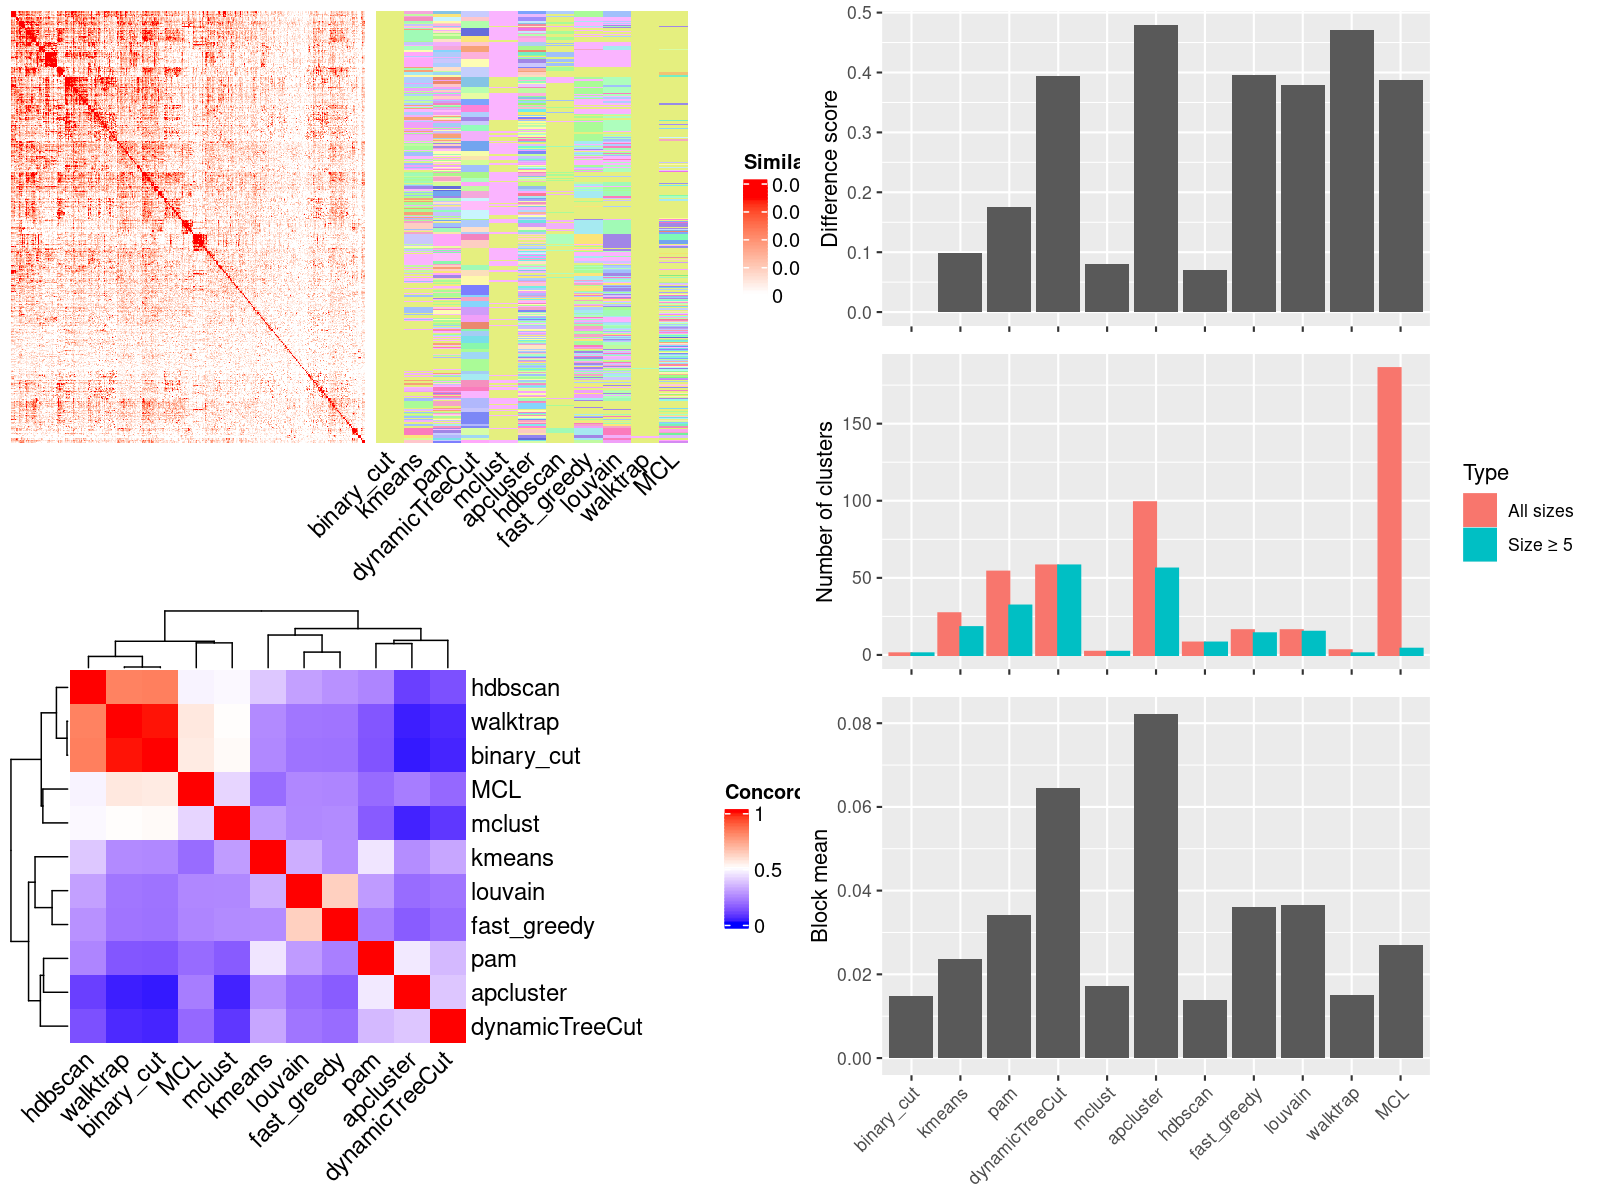 Simila
0.0
0.0
0.0
0.0
0
binary_cut
kmeans
pam
dynamicTreeCut
mclust
apcluster
hdbscan
fast_greedy
louvain
walktrap
MCL
hdbscan
walktrap
binary_cut
MCL
mclust
kmeans
louvain
fast_greedy
pam
apcluster
dynamicTreeCut
hdbscan
walktrap
binary_cut
MCL
mclust
kmeans
louvain
fast_greedy
pam
apcluster
dynamicTreeCut
Concord
1
0.5
0
Difference score
0.5
0.4
0.3
0.2
0.1
0.0
Number of clusters
150
100
50
0
Type
All sizes
Size ≥ 5
Block mean
0.08
0.06
0.04
0.02
0.00
binary_cut
kmeans
pam
dynamicTreeCut
mclust
apcluster
hdbscan
fast_greedy
louvain
walktrap
MCL